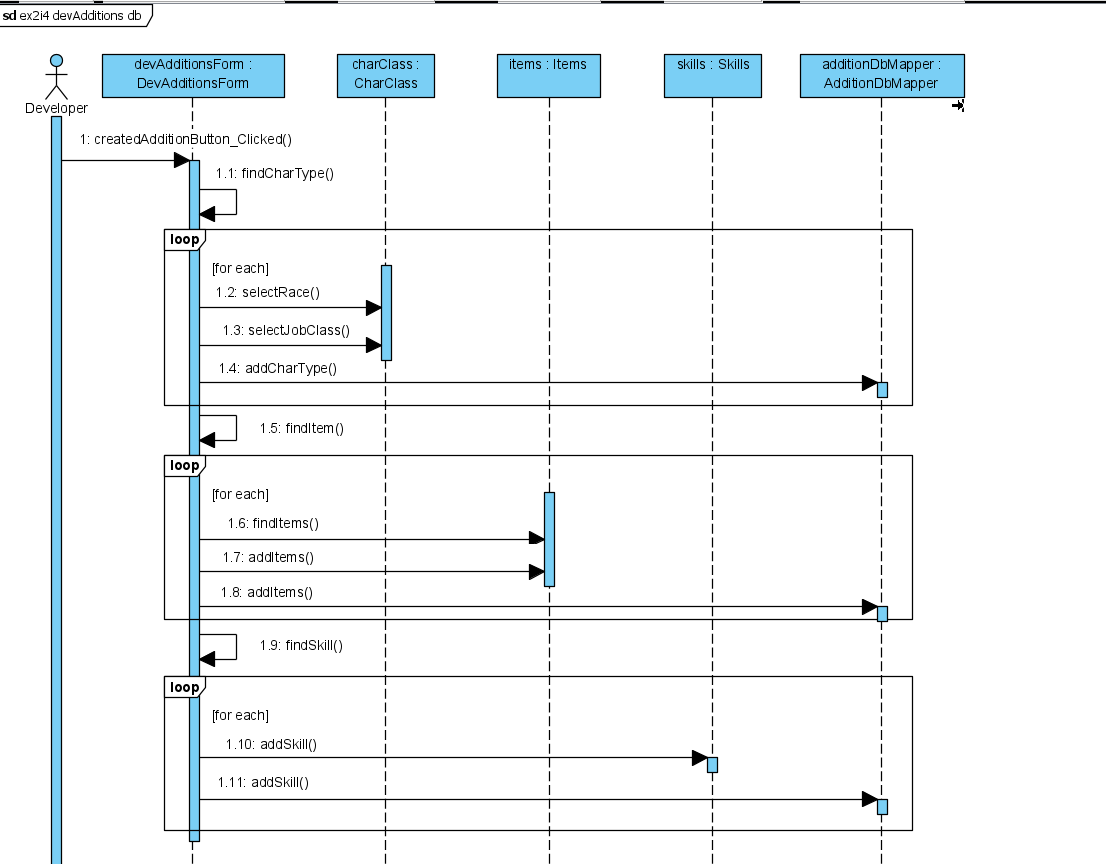 sd ex2i4 devAdditions db
Developer
devAdditionsForm :
DevAdditionsForm
charClass :
CharClass
items : Items
skills : Skills
additionDbMapper :
AdditionDbMapper
1: createdAdditionButton_Clicked()
1.1: findCharType()
loop
[for each]
1.2: selectRace()
1.3: selectJobClass()
1.4: addCharType()
1.5: findItem()
loop
[for each]
1.6: findItems()
1.7: addItems()
1.8: addItems()
1.9: findSkill()
loop
[for each]
1.10: addSkill()
1.11: addSkill()